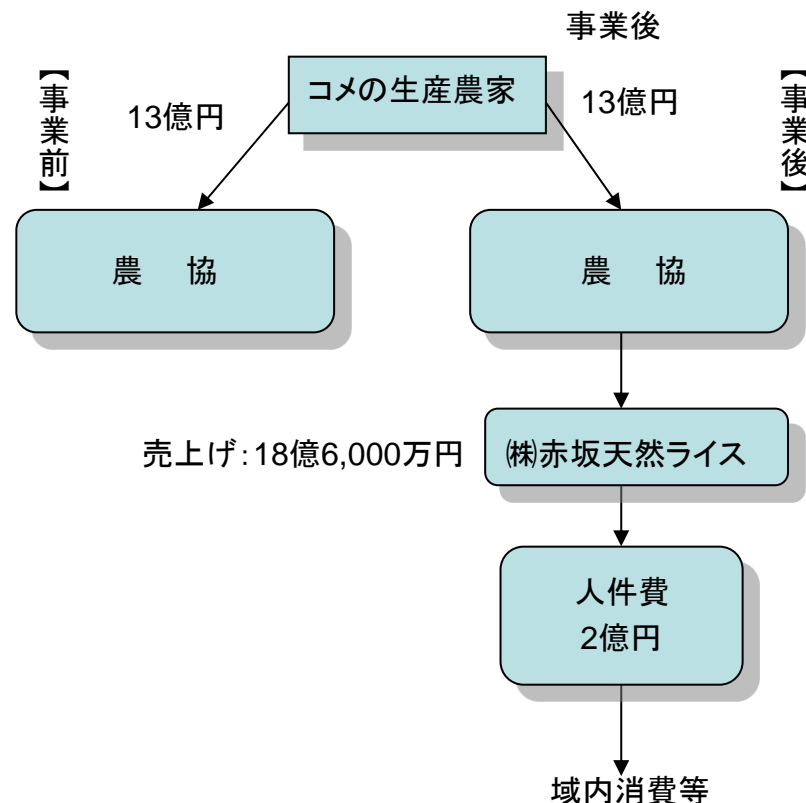 事業後
【事業前】
13億円
コメの生産農家
13億円
【事業後】
農　協
農　協
売上げ：18億6,000万円
㈱赤坂天然ライス
人件費
2億円
域内消費等